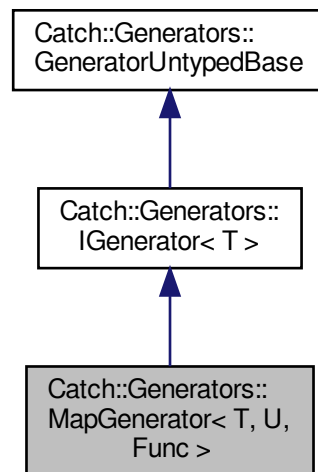 Catch::Generators::
GeneratorUntypedBase
Catch::Generators::
IGenerator< T >
Catch::Generators::
MapGenerator< T, U,
Func >